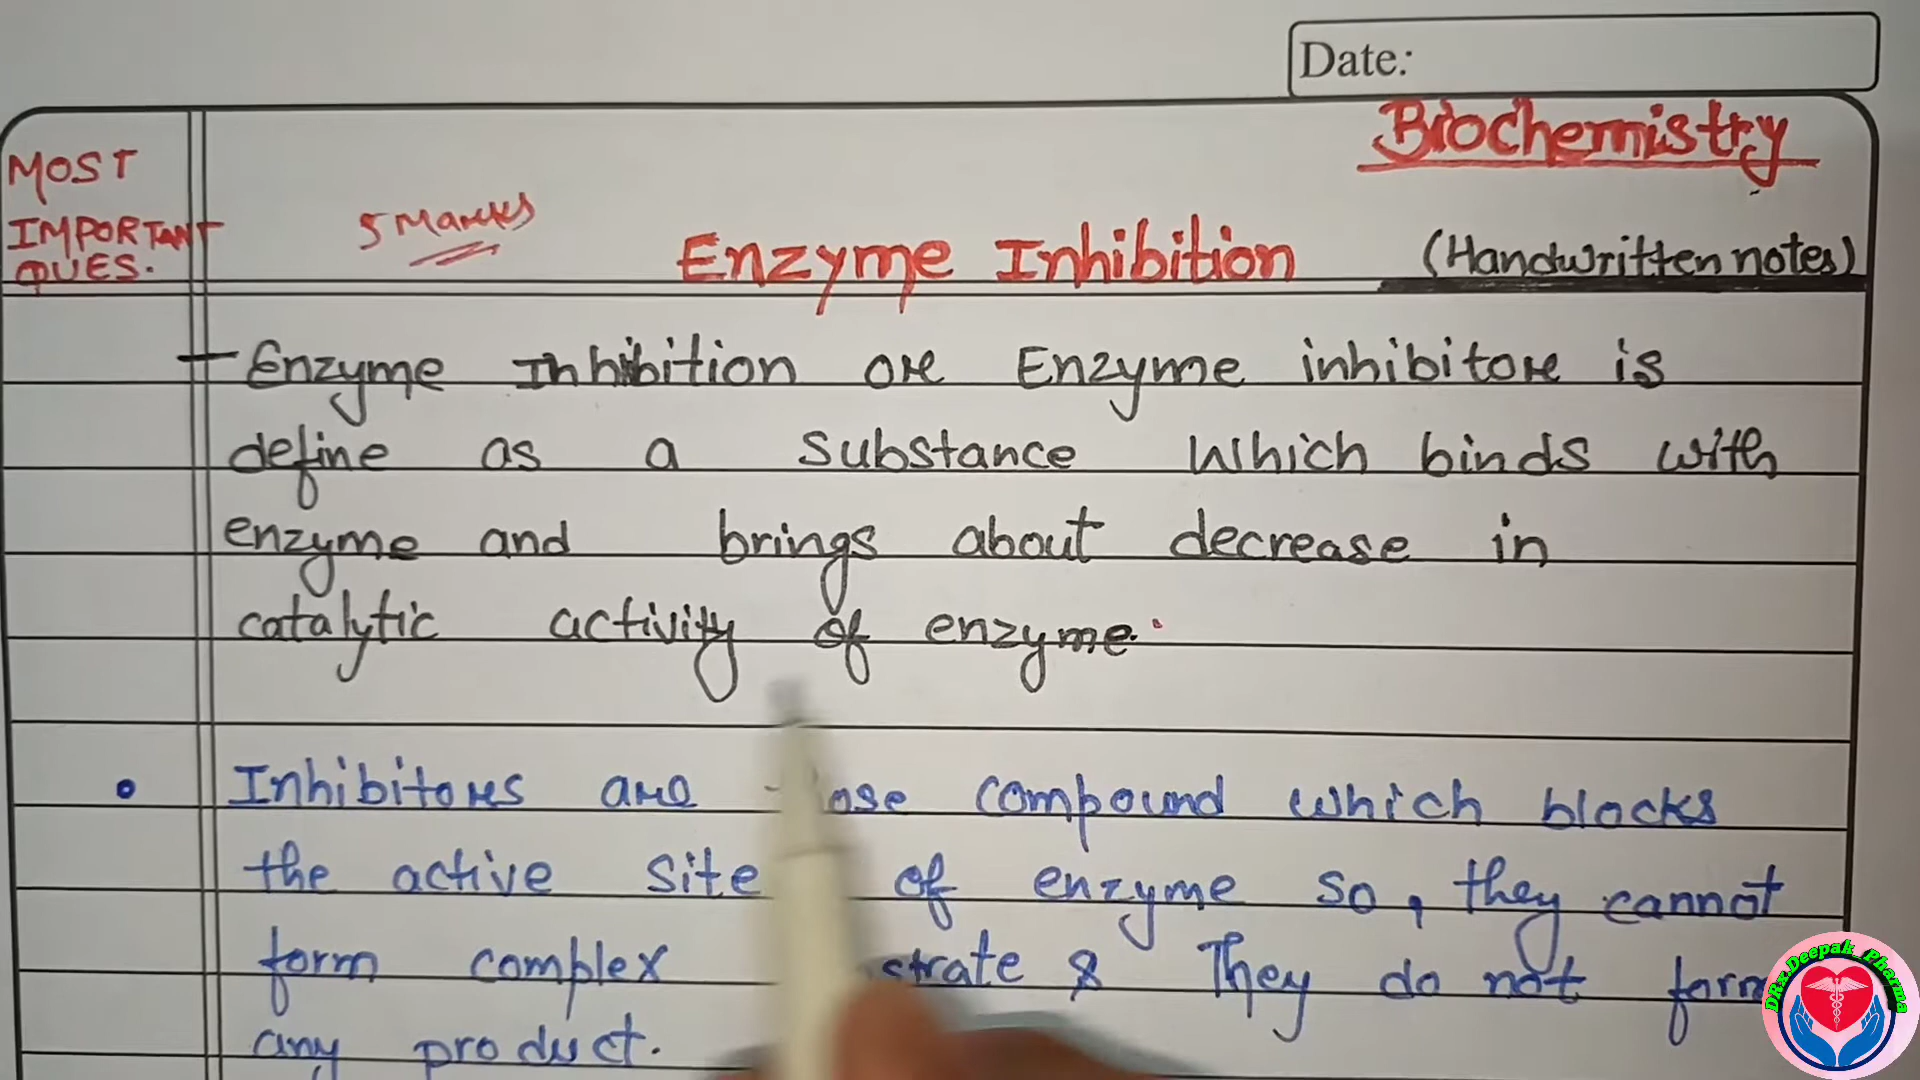 Date:
Biochemistry
MOST
IMPORTANT
QUES.
5 Marks
Enzyme Inhibition
(Handwritten notes)
Enzyme Inhibition or Enzyme inhibitor is
define as a substance which binds with
enzyme and brings about decrease in
catalytic activity of enzyme.
Inhibitors are compound which blocks
the active site of enzyme so, they cannot
form complex & They do not form
any product.
DRx.Deepak_Pharma